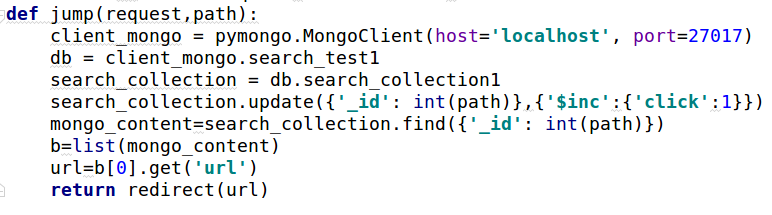 def jump(request,path):
    client_mongo = pymongo.MongoClient(host='localhost', port=27017)
    db = client_mongo.search_test1
    search_collection = db.search_collection1
    search_collection.update({'_id': int(path)},{'$inc':{'click':1}})
    mongo_content=search_collection.find({'_id': int(path)})
    b=list(mongo_content)
    url=b[0].get('url')
    return redirect(url)